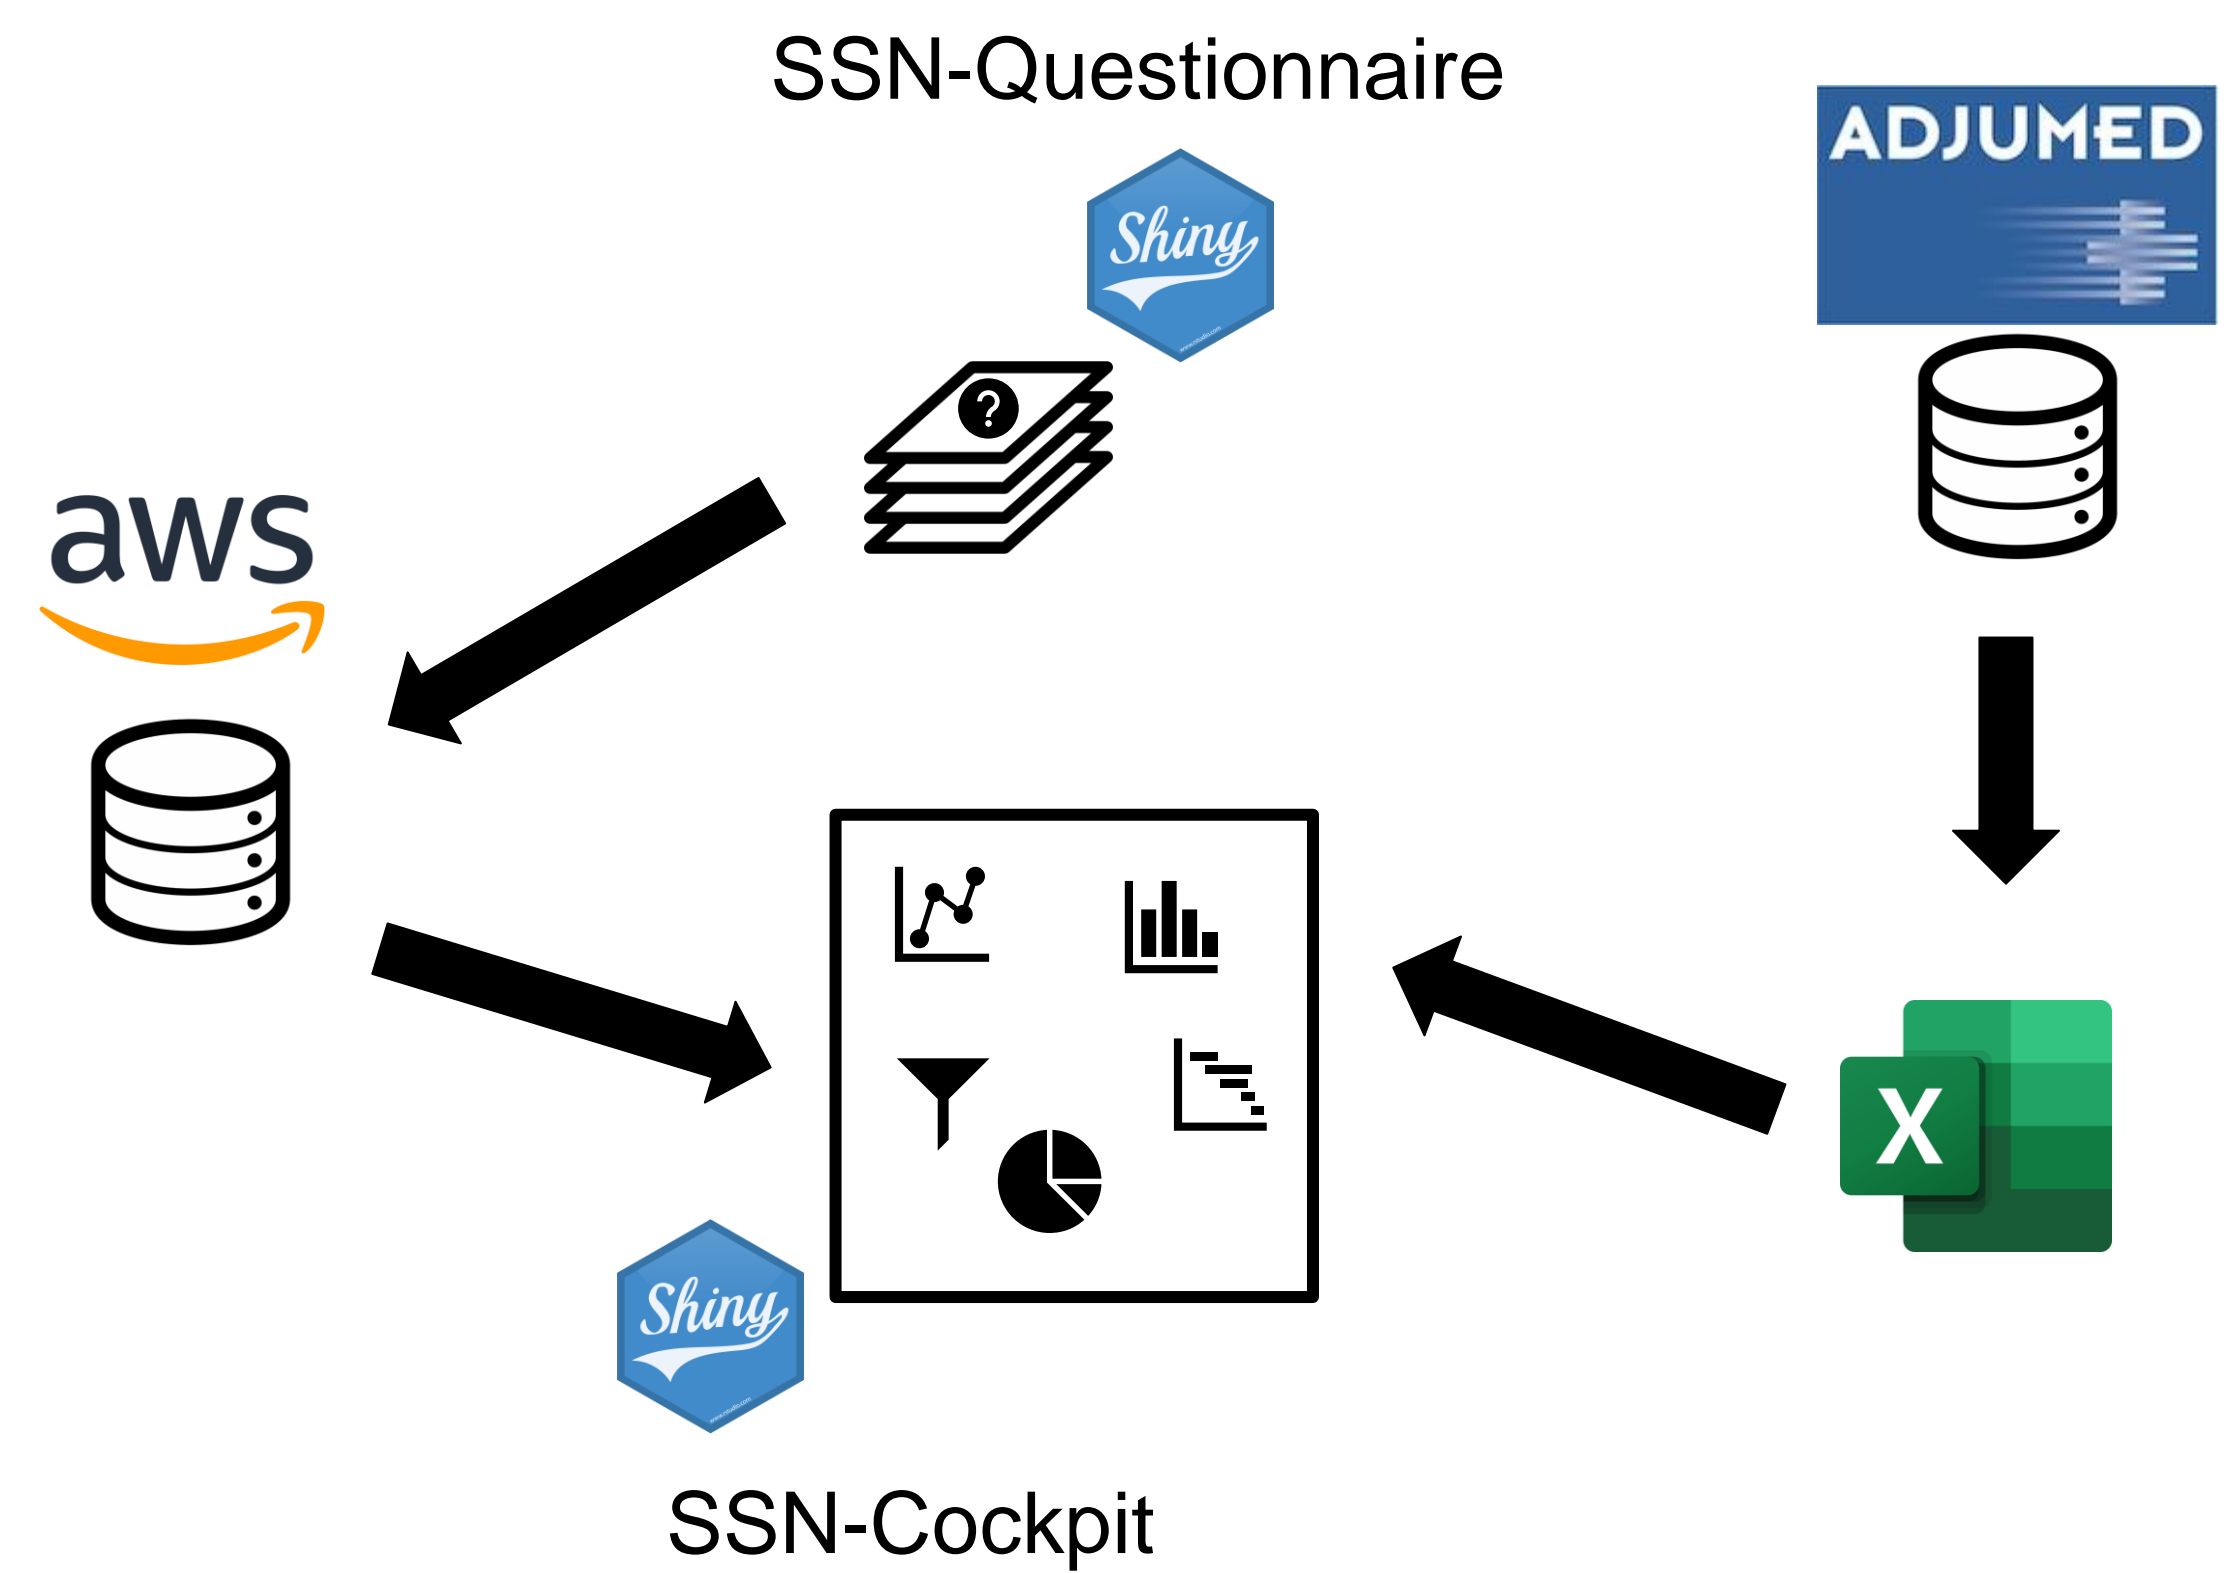 SSN-Questionnaire
ADJUMED
Shiny
?
aws
X
Shiny
SSN-Cockpit